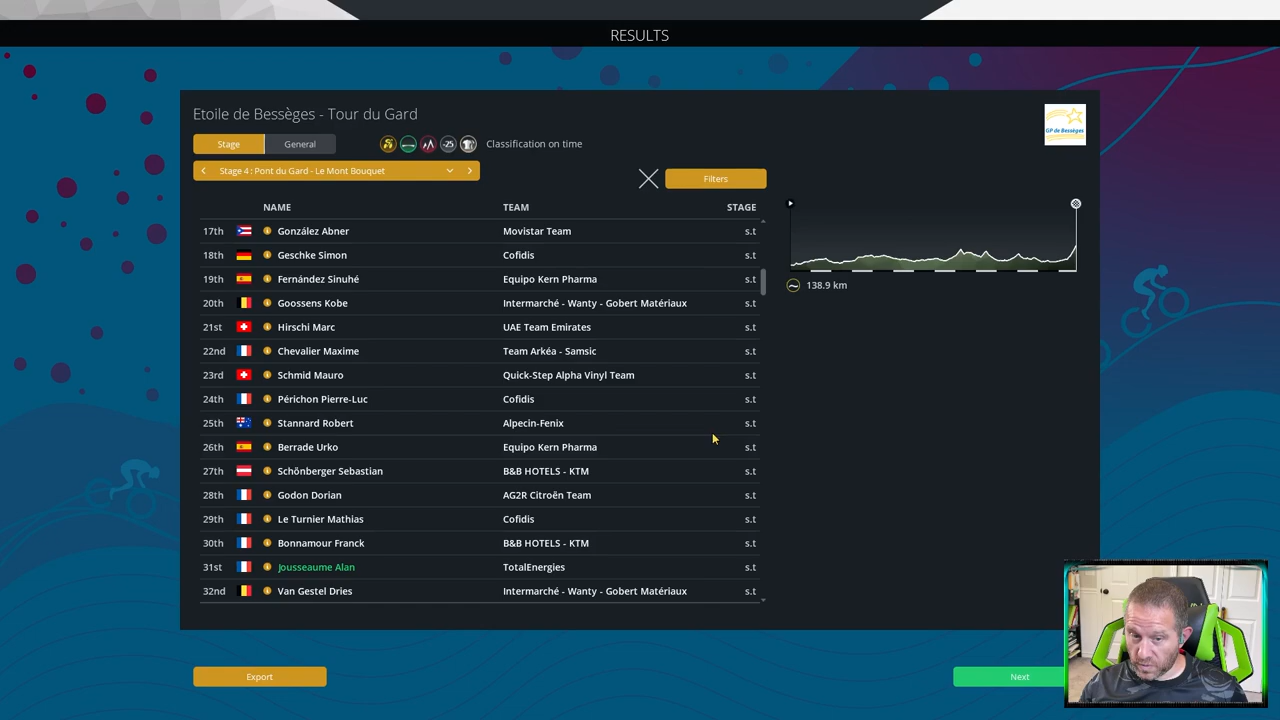 RESULTS
Etoile de Bessèges - Tour du Gard
GP de Bessèges
Stage General -25 Classification on time
Stage 4 : Pont du Gard - Le Mont Bouquet
Filters
NAME TEAM STAGE
17th González Abner Movistar Team s.t
18th Geschke Simon Cofidis s.t
19th Fernández Sinuhé Equipo Kern Pharma s.t
20th Goossens Kobe Intermarché - Wanty - Gobert Matériaux s.t
21st Hirschi Marc UAE Team Emirates s.t
22nd Chevalier Maxime Team Arkéa - Samsic s.t
23rd Schmid Mauro Quick-Step Alpha Vinyl Team s.t
24th Périchon Pierre-Luc Cofidis s.t
25th Stannard Robert Alpecin-Fenix s.t
26th Berrade Urko Equipo Kern Pharma s.t
27th Schönberger Sebastian B&B HOTELS - KTM s.t
28th Godon Dorian AG2R Citroën Team s.t
29th Le Turnier Mathias Cofidis s.t
30th Bonnamour Franck B&B HOTELS - KTM s.t
31st Jousseaume Alan TotalEnergies s.t
32nd Van Gestel Dries Intermarché - Wanty - Gobert Matériaux s.t
138.9 km
Export
Next